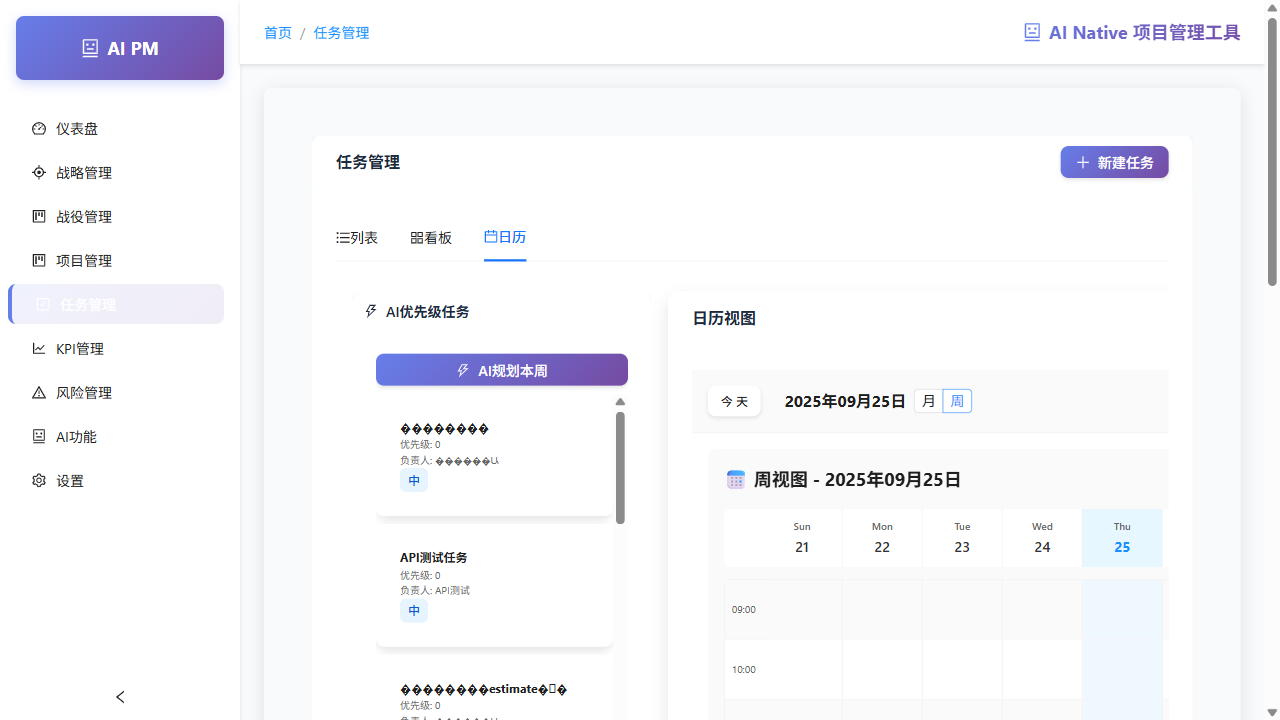 AI PM
首页 / 任务管理
AI Native 项目管理工具
仪表盘
战略管理
战役管理
项目管理
任务管理
KPI管理
风险管理
AI功能
设置
任务管理
新建任务
列表
看板
日历
AI优先级任务
AI规划本周
��������
优先级: 0
负责人: ������Ա
中
API测试任务
优先级: 0
负责人: API测试
中
��������estimate�ֶ�
优先级: 0
日历视图
今天
2025年09月25日
月
周
周视图 - 2025年09月25日
Sun
21
Mon
22
Tue
23
Wed
24
Thu
25
09:00
10:00